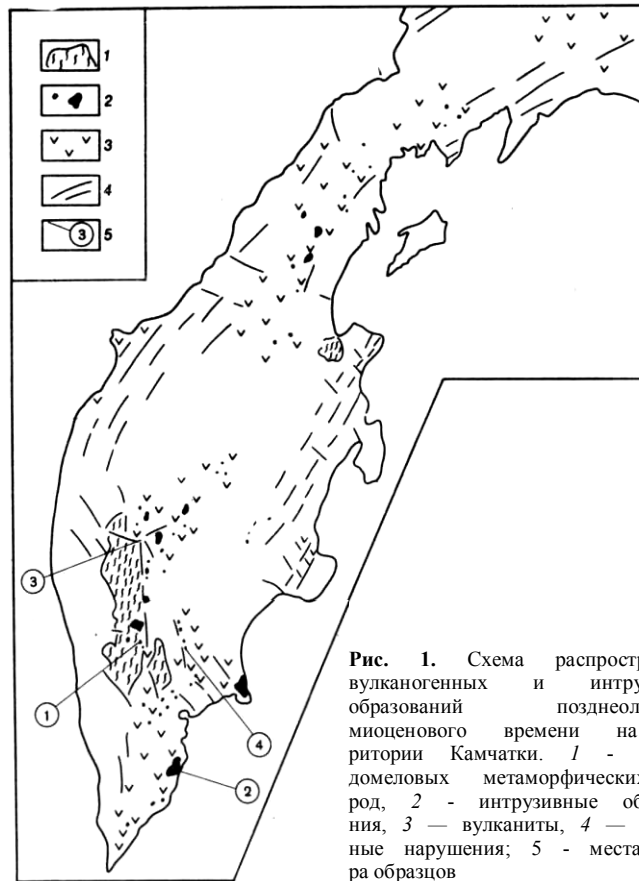 1
2
3
4
3 5
3
1
4
2
Рис. 1. Схема распростр
вулканогенных и интру
образований позднеол
миоценового времени на
ритории Камчатки. 1 -
домеловых метаморфических
род, 2 - интрузивные об
ния, 3 — вулканиты, 4 —
ные нарушения; 5 - места
ра образцов